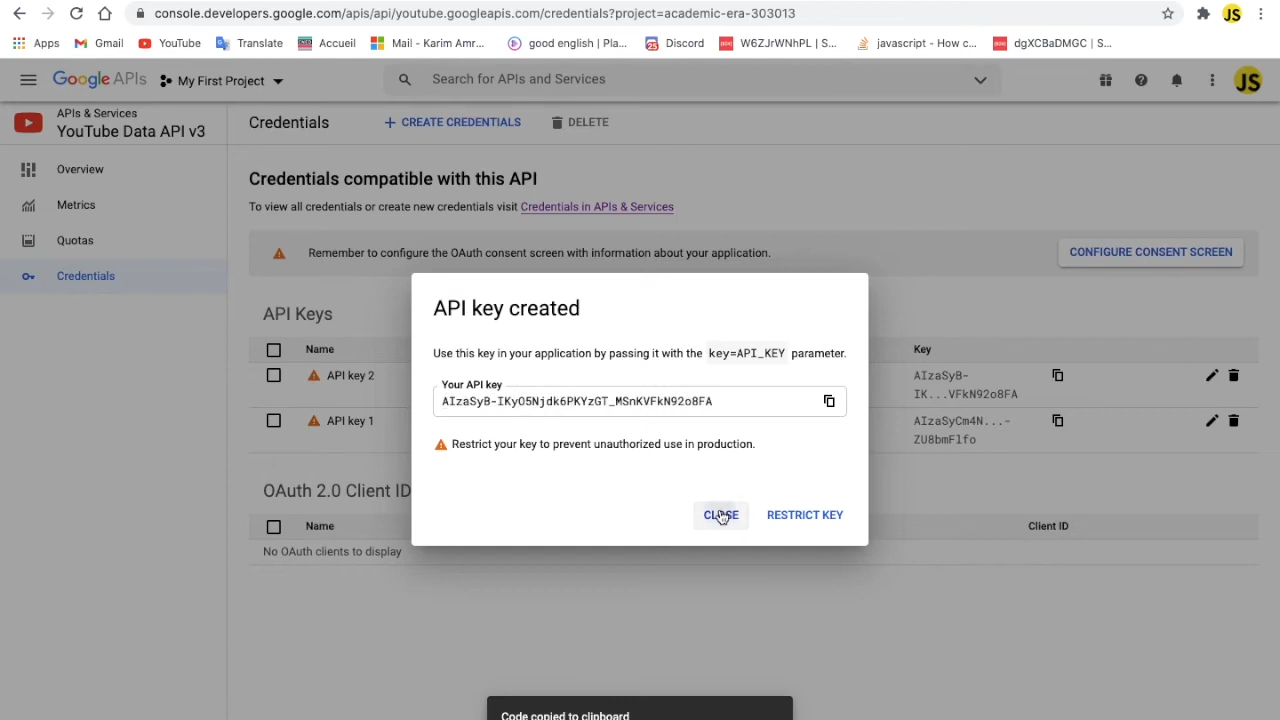 console.developers.google.com/apis/api/youtube.googleapis.com/credentials?project=academic-era-303013
JS
Apps Gmail YouTube Translate Accueil Mail - Karim Amr... good english | Pla... Discord W6ZJrWNhPL | S... javascript - How c... dgXCBaDMGC | S...
Google APIs My First Project Search for APIs and Services JS
APIs & Services
YouTube Data API v3
Credentials CREATE CREDENTIALS DELETE
Overview
Metrics
Quotas
Credentials
Credentials compatible with this API
To view all credentials or create new credentials visit Credentials in APIs & Services
Remember to configure the OAuth consent screen with information about your application. CONFIGURE CONSENT SCREEN
API Keys
Name Key
API key 2 AIzaSyB-
IK...VFkN92o8FA
API key 1 AIzaSyCm4N...-
ZU8bmFlfo
OAuth 2.0 Client ID
Name Client ID
No OAuth clients to display
API key created
Use this key in your application by passing it with the key=API_KEY parameter.
Your API key
AIzaSyB-IKyO5Njdk6PKYzGT_MSnKVFkN92o8FA
Restrict your key to prevent unauthorized use in production.
CLOSE RESTRICT KEY
Code copied to clipboard